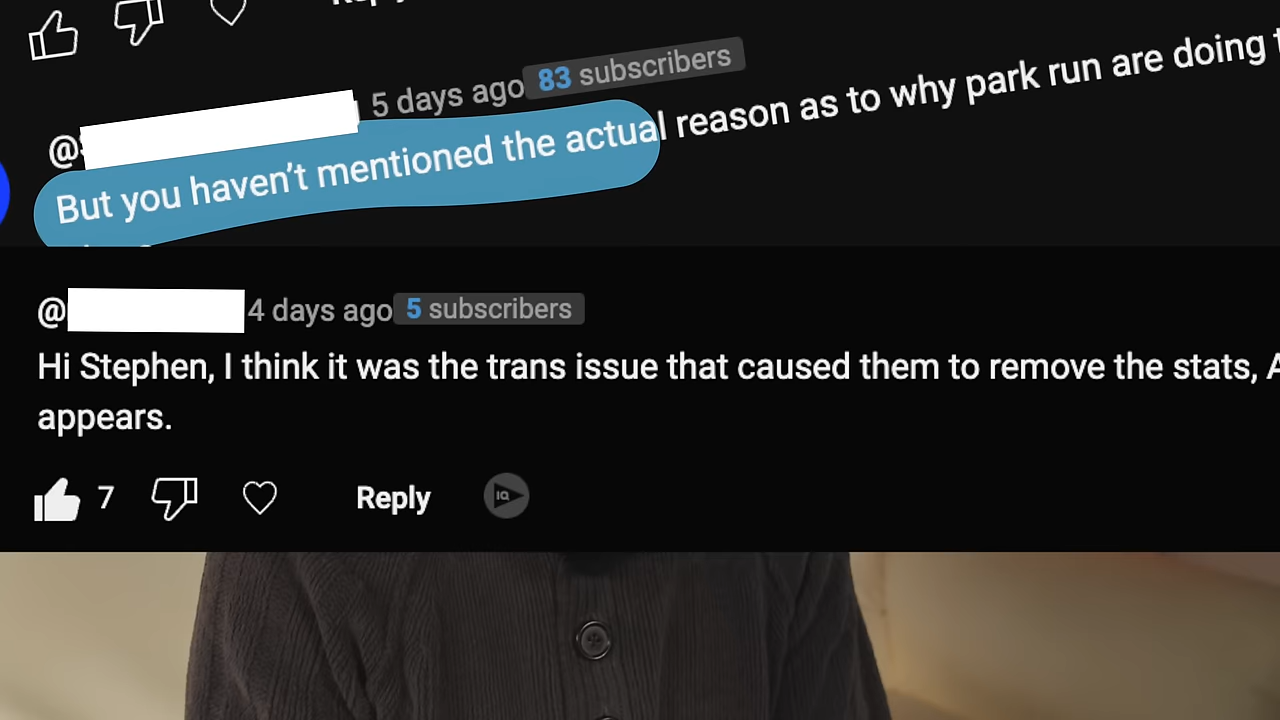 5 days ago 83 subscribers
But you haven't mentioned the actual reason as to why park run are doing
@ 4 days ago 5 subscribers
Hi Stephen, I think it was the trans issue that caused them to remove the stats, A
appears.
7 Reply
IQ